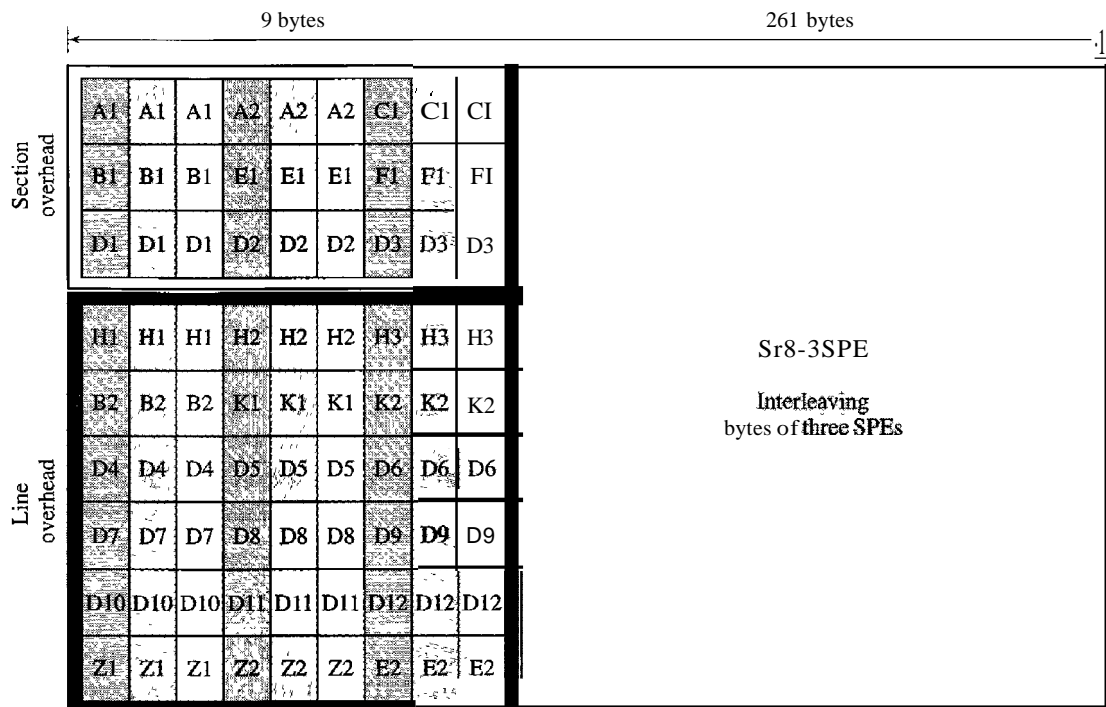 9 bytes 261 bytes
Section
overhead
A1 A1 A1 A2 A2 A2 C1 C1 CI
B1 B1 B1 E1 E1 E1 F1 F1 FI
D1 D1 D1 D2 D2 D2 D3 D3 D3
Line
overhead
H1 H1 H1 H2 H2 H2 H3 H3 H3
B2 B2 B2 K1 K1 K1 K2 K2 K2
D4 D4 D4 D5 D5 D5 D6 D6 D6
D7 D7 D7 D8 D8 D8 D9 D9 D9
D10 D10 D10 D11 D11 D11 D12 D12 D12
Z1 Z1 Z1 Z2 Z2 Z2 E2 E2 E2
Sr8-3SPE
Interleaving
bytes of three SPEs